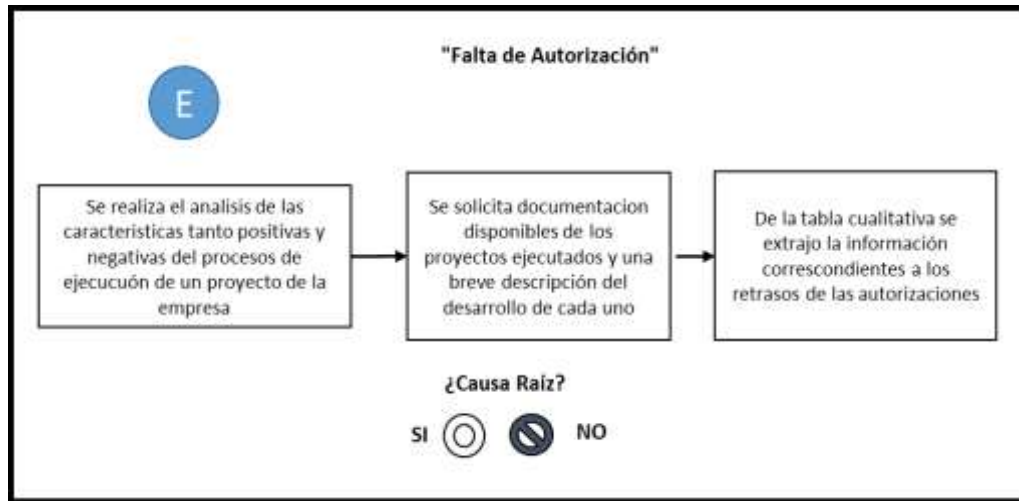 "Falta de Autorización"
E
Se realiza el analisis de las
caracteristicas tanto positivas y
negativas del procesos de
ejecucuón de un proyecto de la
empresa
Se solicita documentacion
disponibles de los
proyectos ejecutados y una
breve descripción del
desarrollo de cada uno
De la tabla cualitativa se
extrajo la información
correscondientes a los
retrasos de las autorizaciones
¿Causa Raíz?
SI
NO